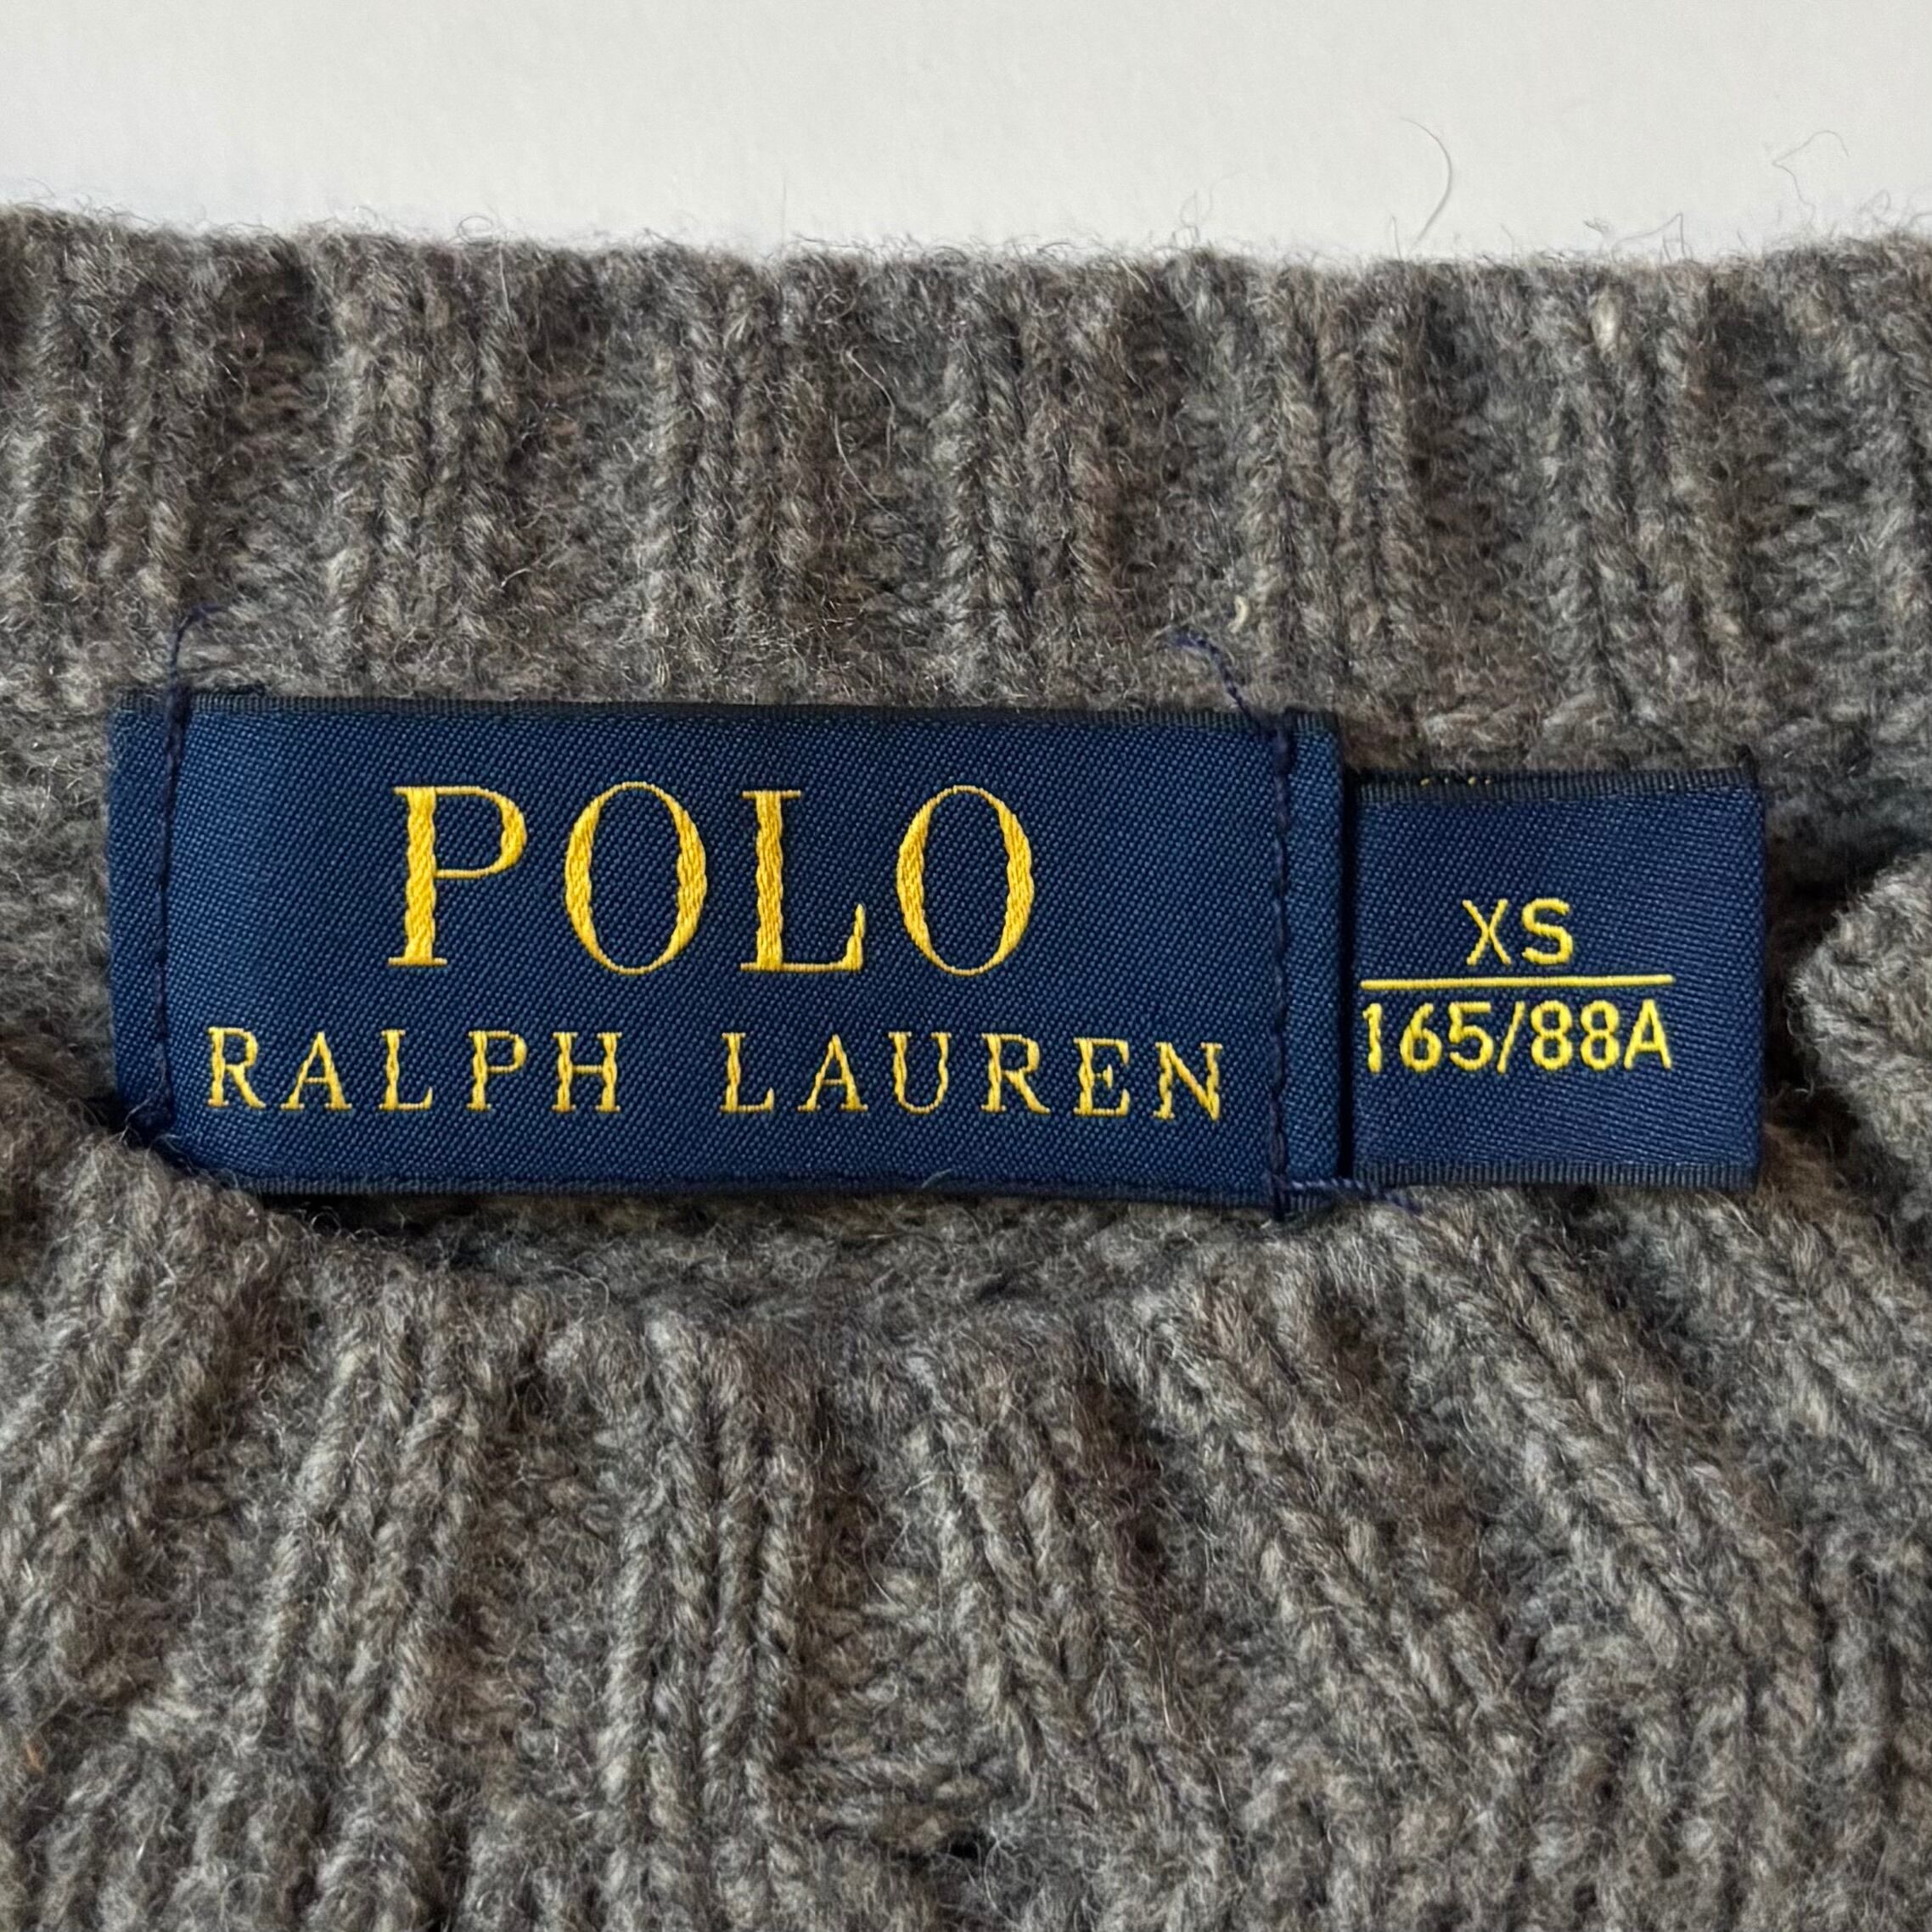 POLO
RALPH LAUREN
XS
165/88A